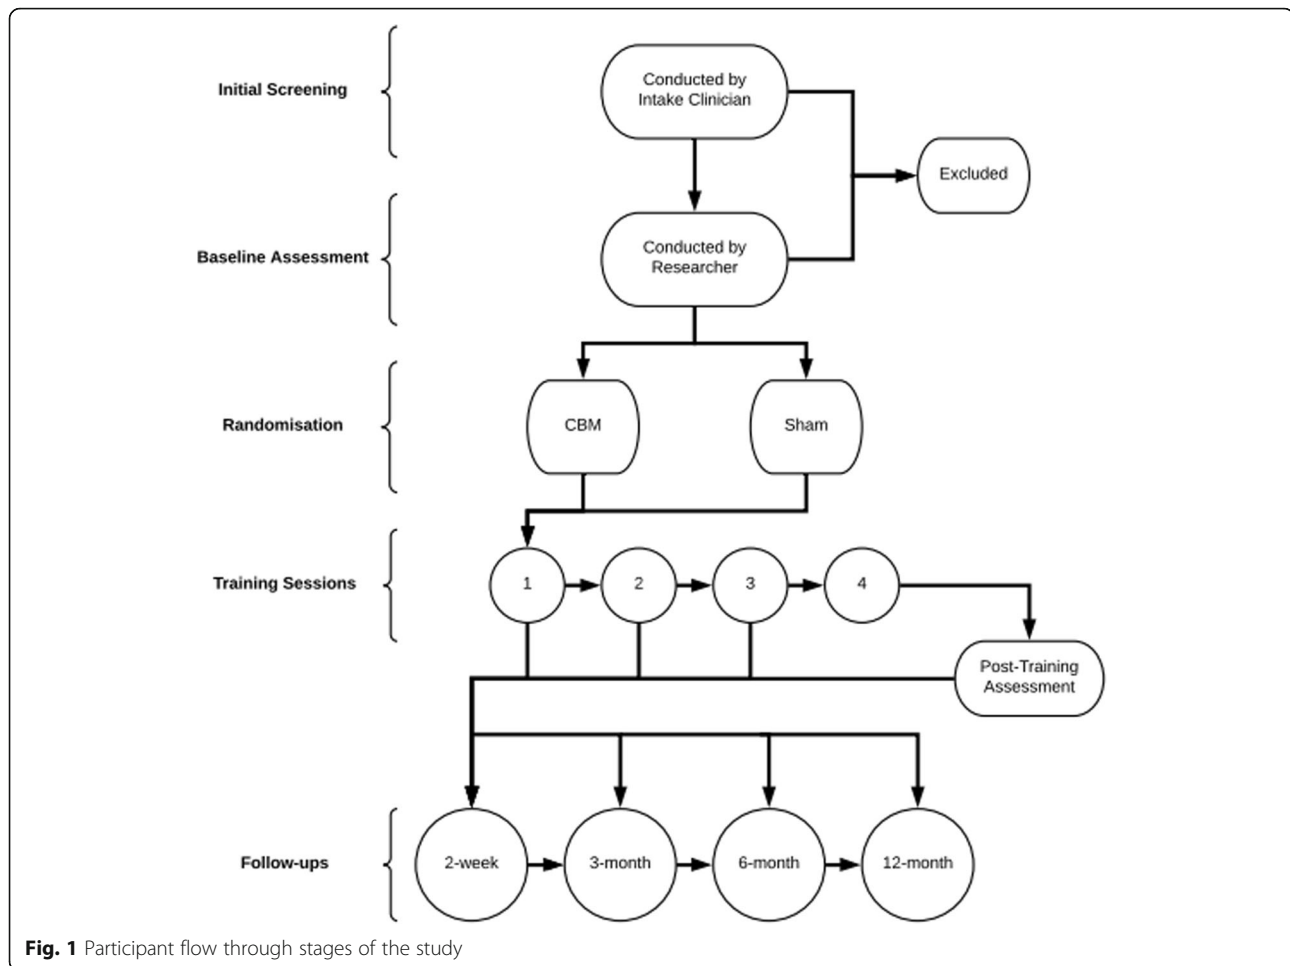 Initial Screening
Conducted by
Intake Clinician
Excluded
Baseline Assessment
Conducted by
Researcher
Randomisation
CBM
Sham
Training Sessions
1
2
3
4
Post-Training
Assessment
Follow-ups
2-week
3-month
6-month
12-month
Fig. 1 Participant flow through stages of the study